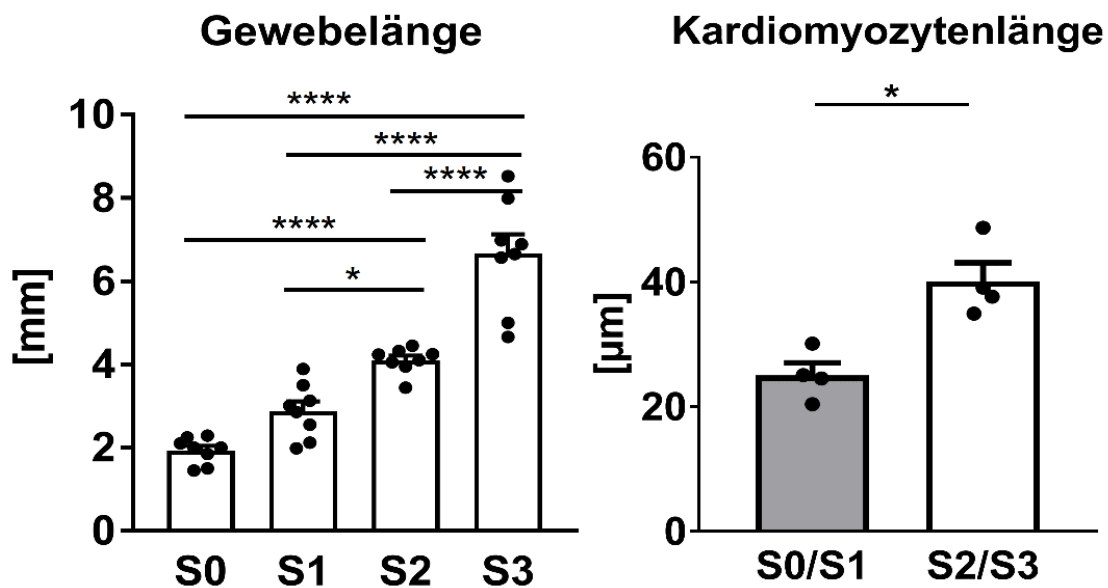 Gewebelänge
[mm]
10
8
6
4
2
0
****
****
****
****
*
S0 S1 S2 S3
Kardiomyozytenlänge
[µm]
60
40
20
0
*
S0/S1 S2/S3